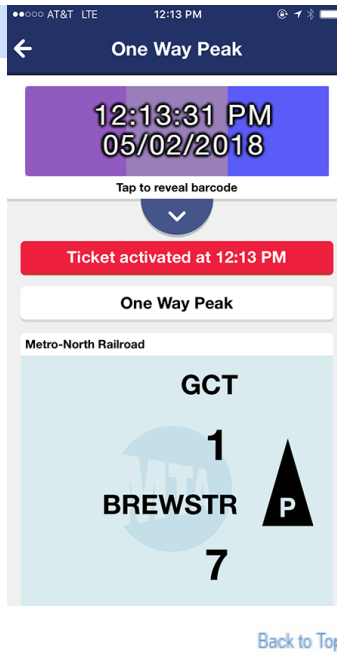 AT&T LTE 12:13 PM
One Way Peak
12:13:31 PM
05/02/2018
Tap to reveal barcode
Ticket activated at 12:13 PM
One Way Peak
Metro-North Railroad
GCT
1
MTA
BREWSTR
P
7
Back to Top